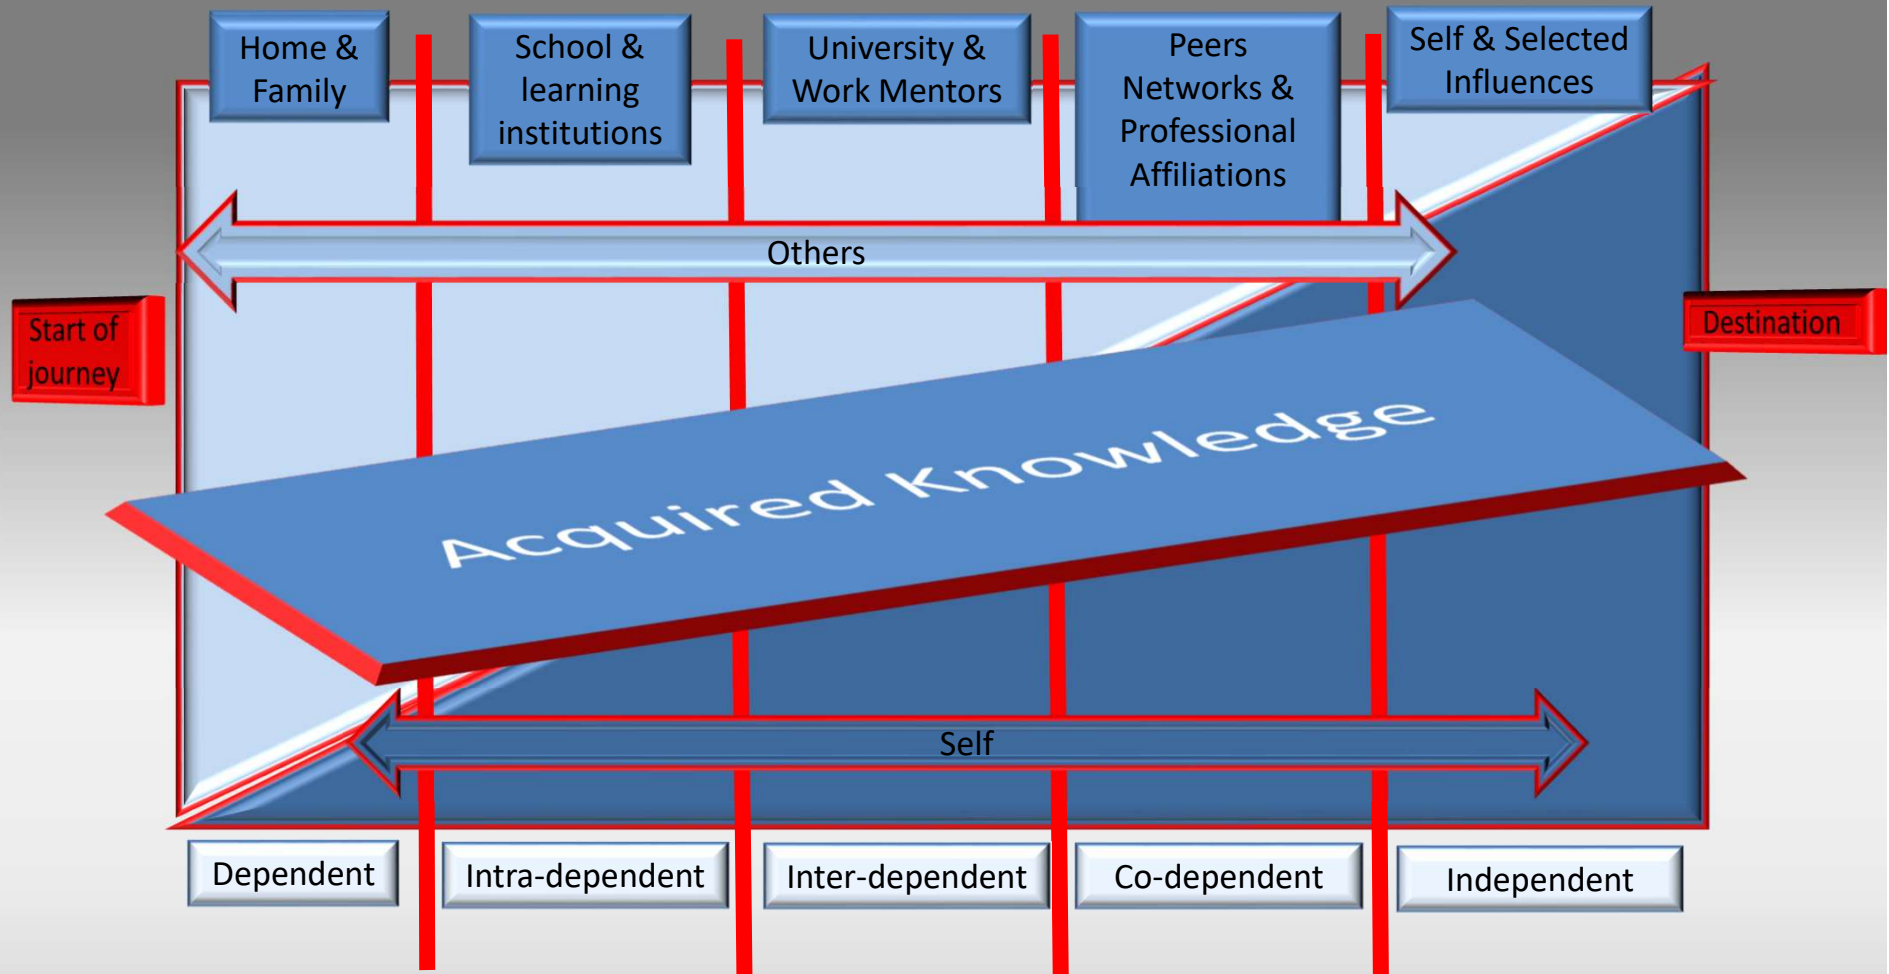 Home &
Family
School &
learning
institutions
University &
Work Mentors
Peers
Networks &
Professional
Affiliations
Self & Selected
Influences
Others
Start of
journey
Destination
Acquired Knowledge
Self
Dependent
Intra-dependent
Inter-dependent
Co-dependent
Independent